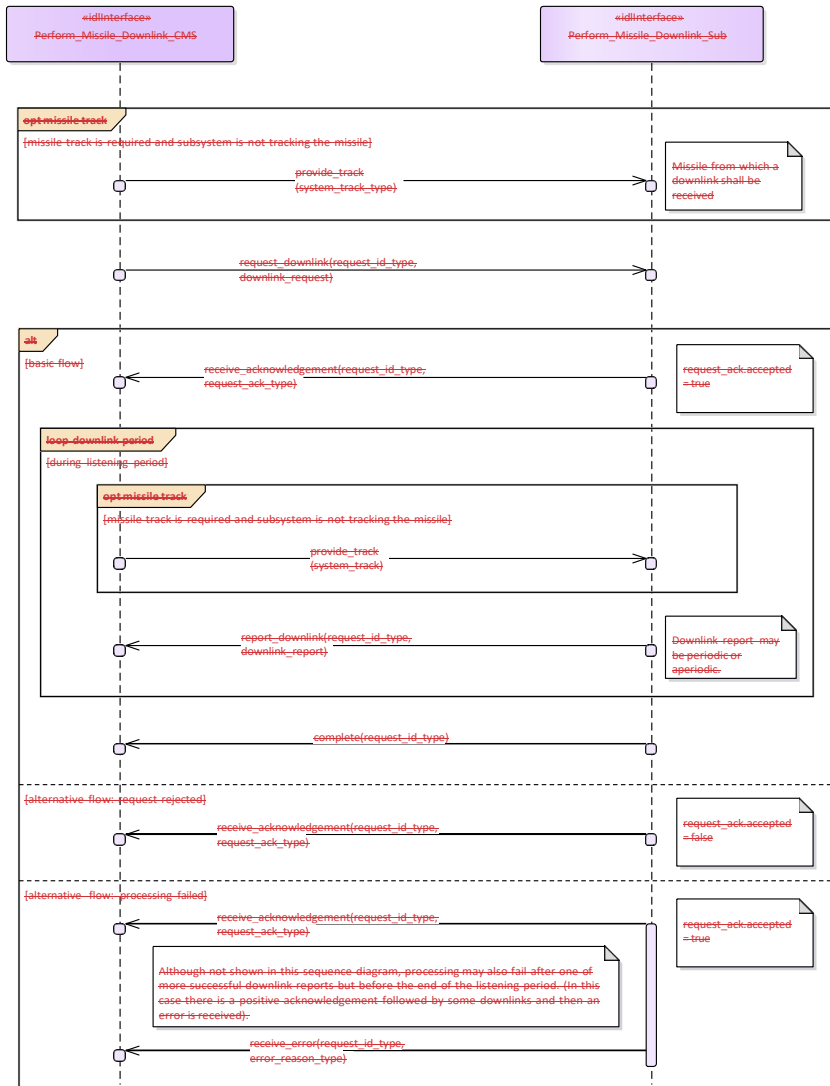 «idlInterface»
Perform_Missile_Downlink_CMS
«idlInterface»
Perform_Missile_Downlink_Sub
opt missile track
[missile track is required and subsystem is not tracking the missile]
provide_track
(system_track_type)
Missile from which a
downlink shall be
received
request_downlink(request_id_type,
downlink_request)
alt
[basic flow]
receive_acknowledgement(request_id_type,
request_ack_type)
request_ack.accepted
= true
loop downlink period
[during listening period]
opt missile track
[missile track is required and subsystem is not tracking the missile]
provide_track
(system_track)
report_downlink(request_id_type,
downlink_report)
Downlink report may
be periodic or
aperiodic.
complete(request_id_type)
[alternative flow: request rejected]
receive_acknowledgement(request_id_type,
request_ack_type)
request_ack.accepted
= false
[alternative flow: processing failed]
receive_acknowledgement(request_id_type,
request_ack_type)
request_ack.accepted
= true
Although not shown in this sequence diagram, processing may also fail after one of
more successful downlink reports but before the end of the listening period. (In this
case there is a positive acknowledgement followed by some downlinks and then an
error is received).
receive_error(request_id_type,
error_reason_type)